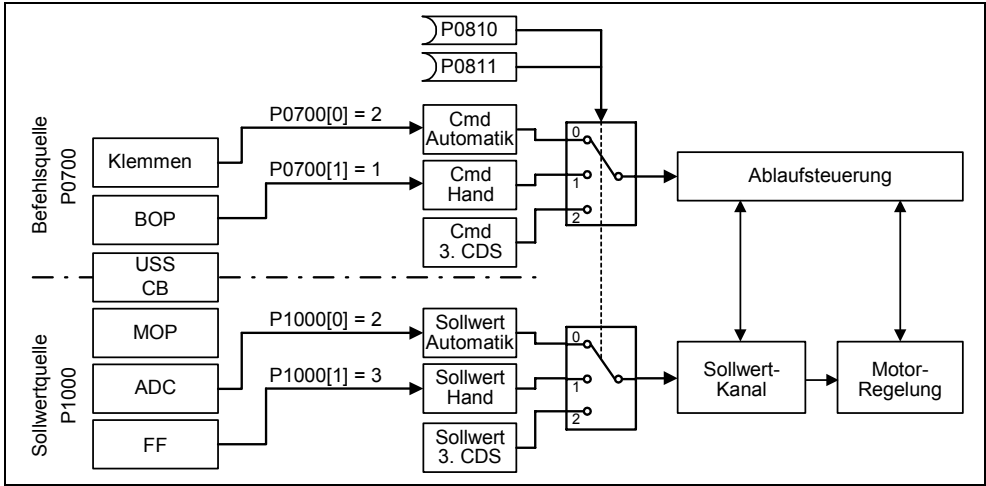 P0810
P0811
Befehlsquelle
P0700
Klemmen
BOP
USS
CB
P0700[0] = 2
P0700[1] = 1
Cmd
Automatik
Cmd
Hand
Cmd
3. CDS
0
1
2
Ablaufsteuerung
Sollwertquelle
P1000
MOP
ADC
FF
P1000[0] = 2
P1000[1] = 3
Sollwert
Automatik
Sollwert
Hand
Sollwert
3. CDS
0
1
2
Sollwert-
Kanal
Motor-
Regelung